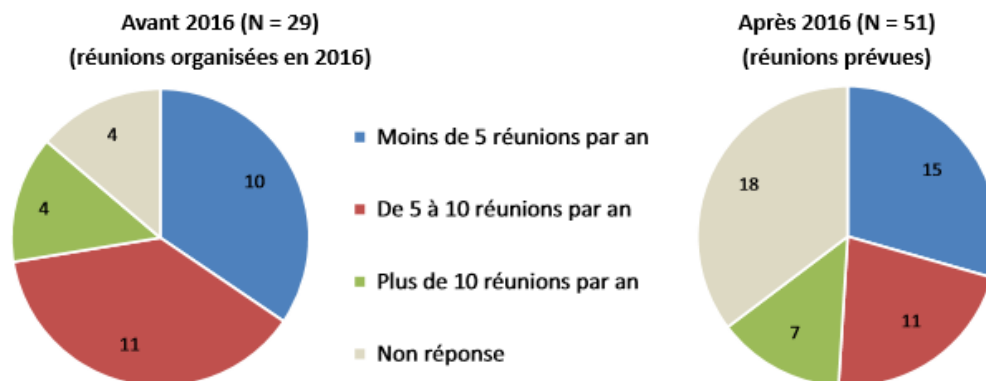 Avant 2016 (N = 29)
(réunions organisées en 2016)
4
10
4
11
Moins de 5 réunions par an
De 5 à 10 réunions par an
Plus de 10 réunions par an
Non réponse
Après 2016 (N = 51)
(réunions prévues)
18
15
7
11